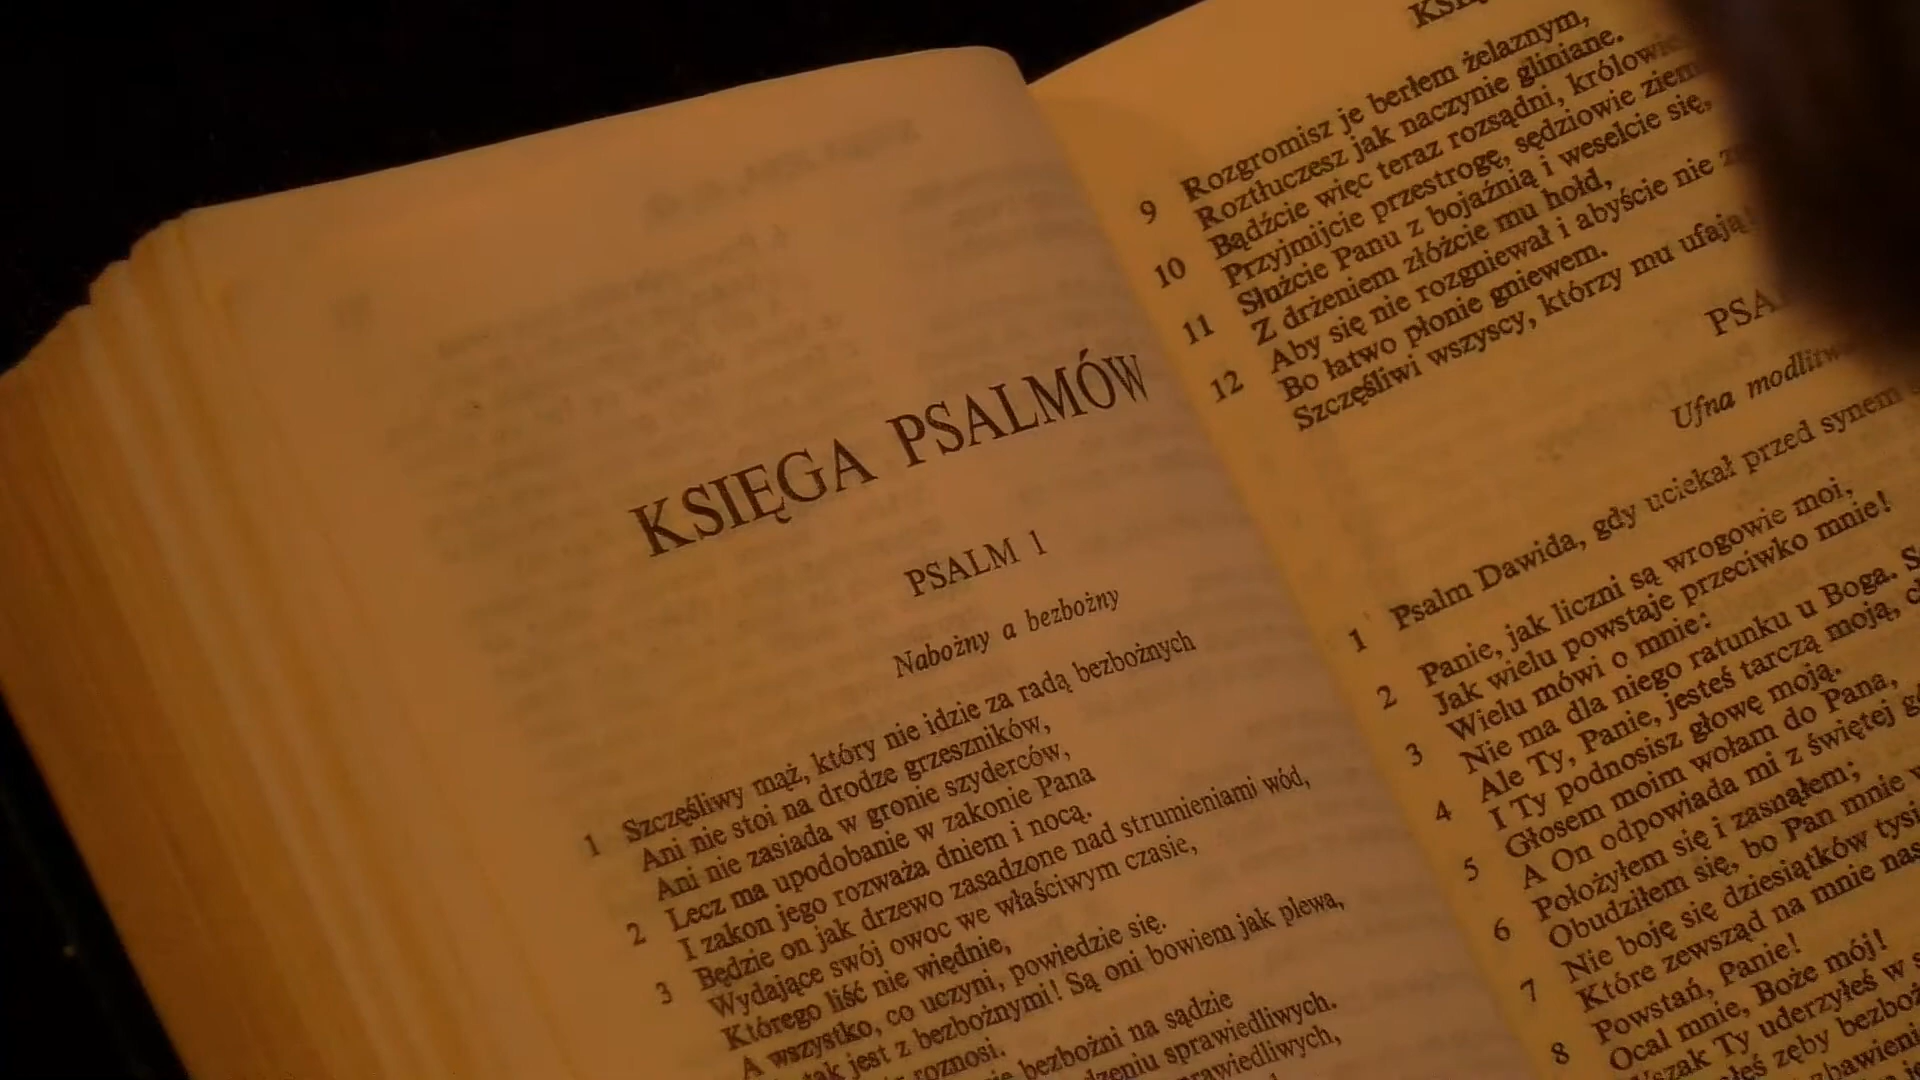 KSIĘGA PSALMÓW
PSALM 1
Nabożny a bezbożny
1 Szczęśliwy mąż, który nie idzie za radą bezbożnych
Ani nie stoi na drodze grzeszników,
Ani nie zasiada w gronie szyderców,
2 Lecz ma upodobanie w zakonie Pana
I zakon jego rozważa dniem i nocą.
3 Będzie on jak drzewo zasadzone nad strumieniami wód,
Wydające swój owoc we właściwym czasie,
Którego liść nie więdnie,
A wszystko, co uczyni, powiedzie się.
tak jest z bezbożnymi! Są oni bowiem jak plewa,
roznosi.
bezbożni na sądzie
sprawiedliwych.
9 Rozgromisz je berłem żelaznym,
Roztłuczesz jak naczynie gliniane.
10 Bądźcie więc teraz rozsądni,
Przyjmijcie przestrogę, sędziowie
11 Służcie Panu z bojaźnią i weselcie się,
Z drżeniem złóżcie mu hołd,
12 Aby się nie rozgniewał i abyście nie
Bo łatwo płonie gniewem.
Szczęśliwi wszyscy, którzy mu ufają!
Ufna
1 Psalm Dawida, gdy uciekał przed synem
2 Panie, jak liczni są wrogowie moi,
Jak wielu powstaje przeciwko mnie!
3 Wielu mówi o mnie:
Nie ma dla niego ratunku u Boga.
4 Ale Ty, Panie, jesteś tarczą moją,
I Ty podnosisz głowę moją.
5 Głosem moim wołam do Pana,
A On odpowiada mi z świętej
6 Położyłem się i zasnąłem;
Obudziłem się, bo Pan mnie
7 Nie boję się dziesiątków
Które zewsząd na mnie
8 Powstań, Panie!
Ocal mnie, Boże mój!
Ty uderzyłeś w
zęby